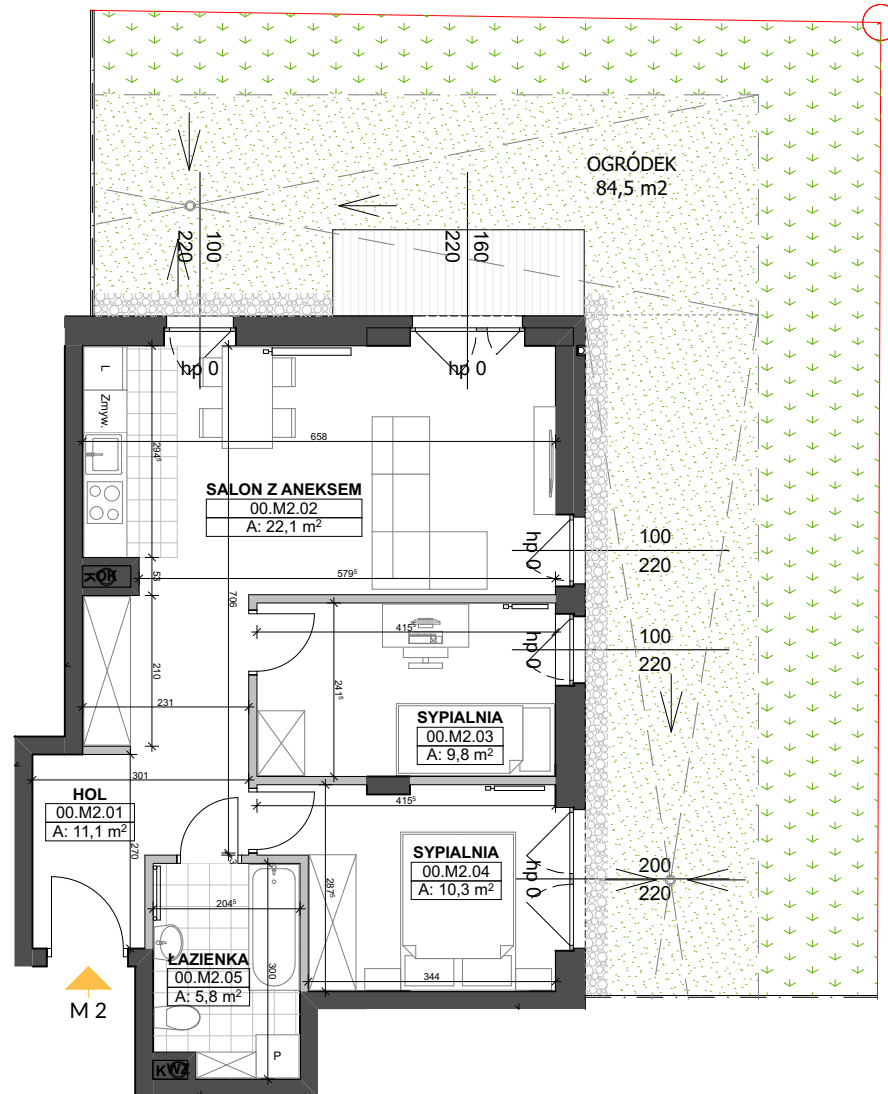 OGRÓDEK
84,5 m2
100
220
160
220
hp 0
hp 0
L
Zmyw.
294⁵
658
SALON Z ANEKSEM
00.M2.02
A: 22,1 m²
hp 0
100
220
53
579⁵
706
415⁵
hp 0
100
220
210
241⁵
231
SYPIALNIA
00.M2.03
A: 9,8 m²
301
HOL
00.M2.01
A: 11,1 m²
415⁵
270
SYPIALNIA
00.M2.04
A: 10,3 m²
hp 0
200
220
287⁵
204⁵
ŁAZIENKA
00.M2.05
A: 5,8 m²
300
344
M 2
P